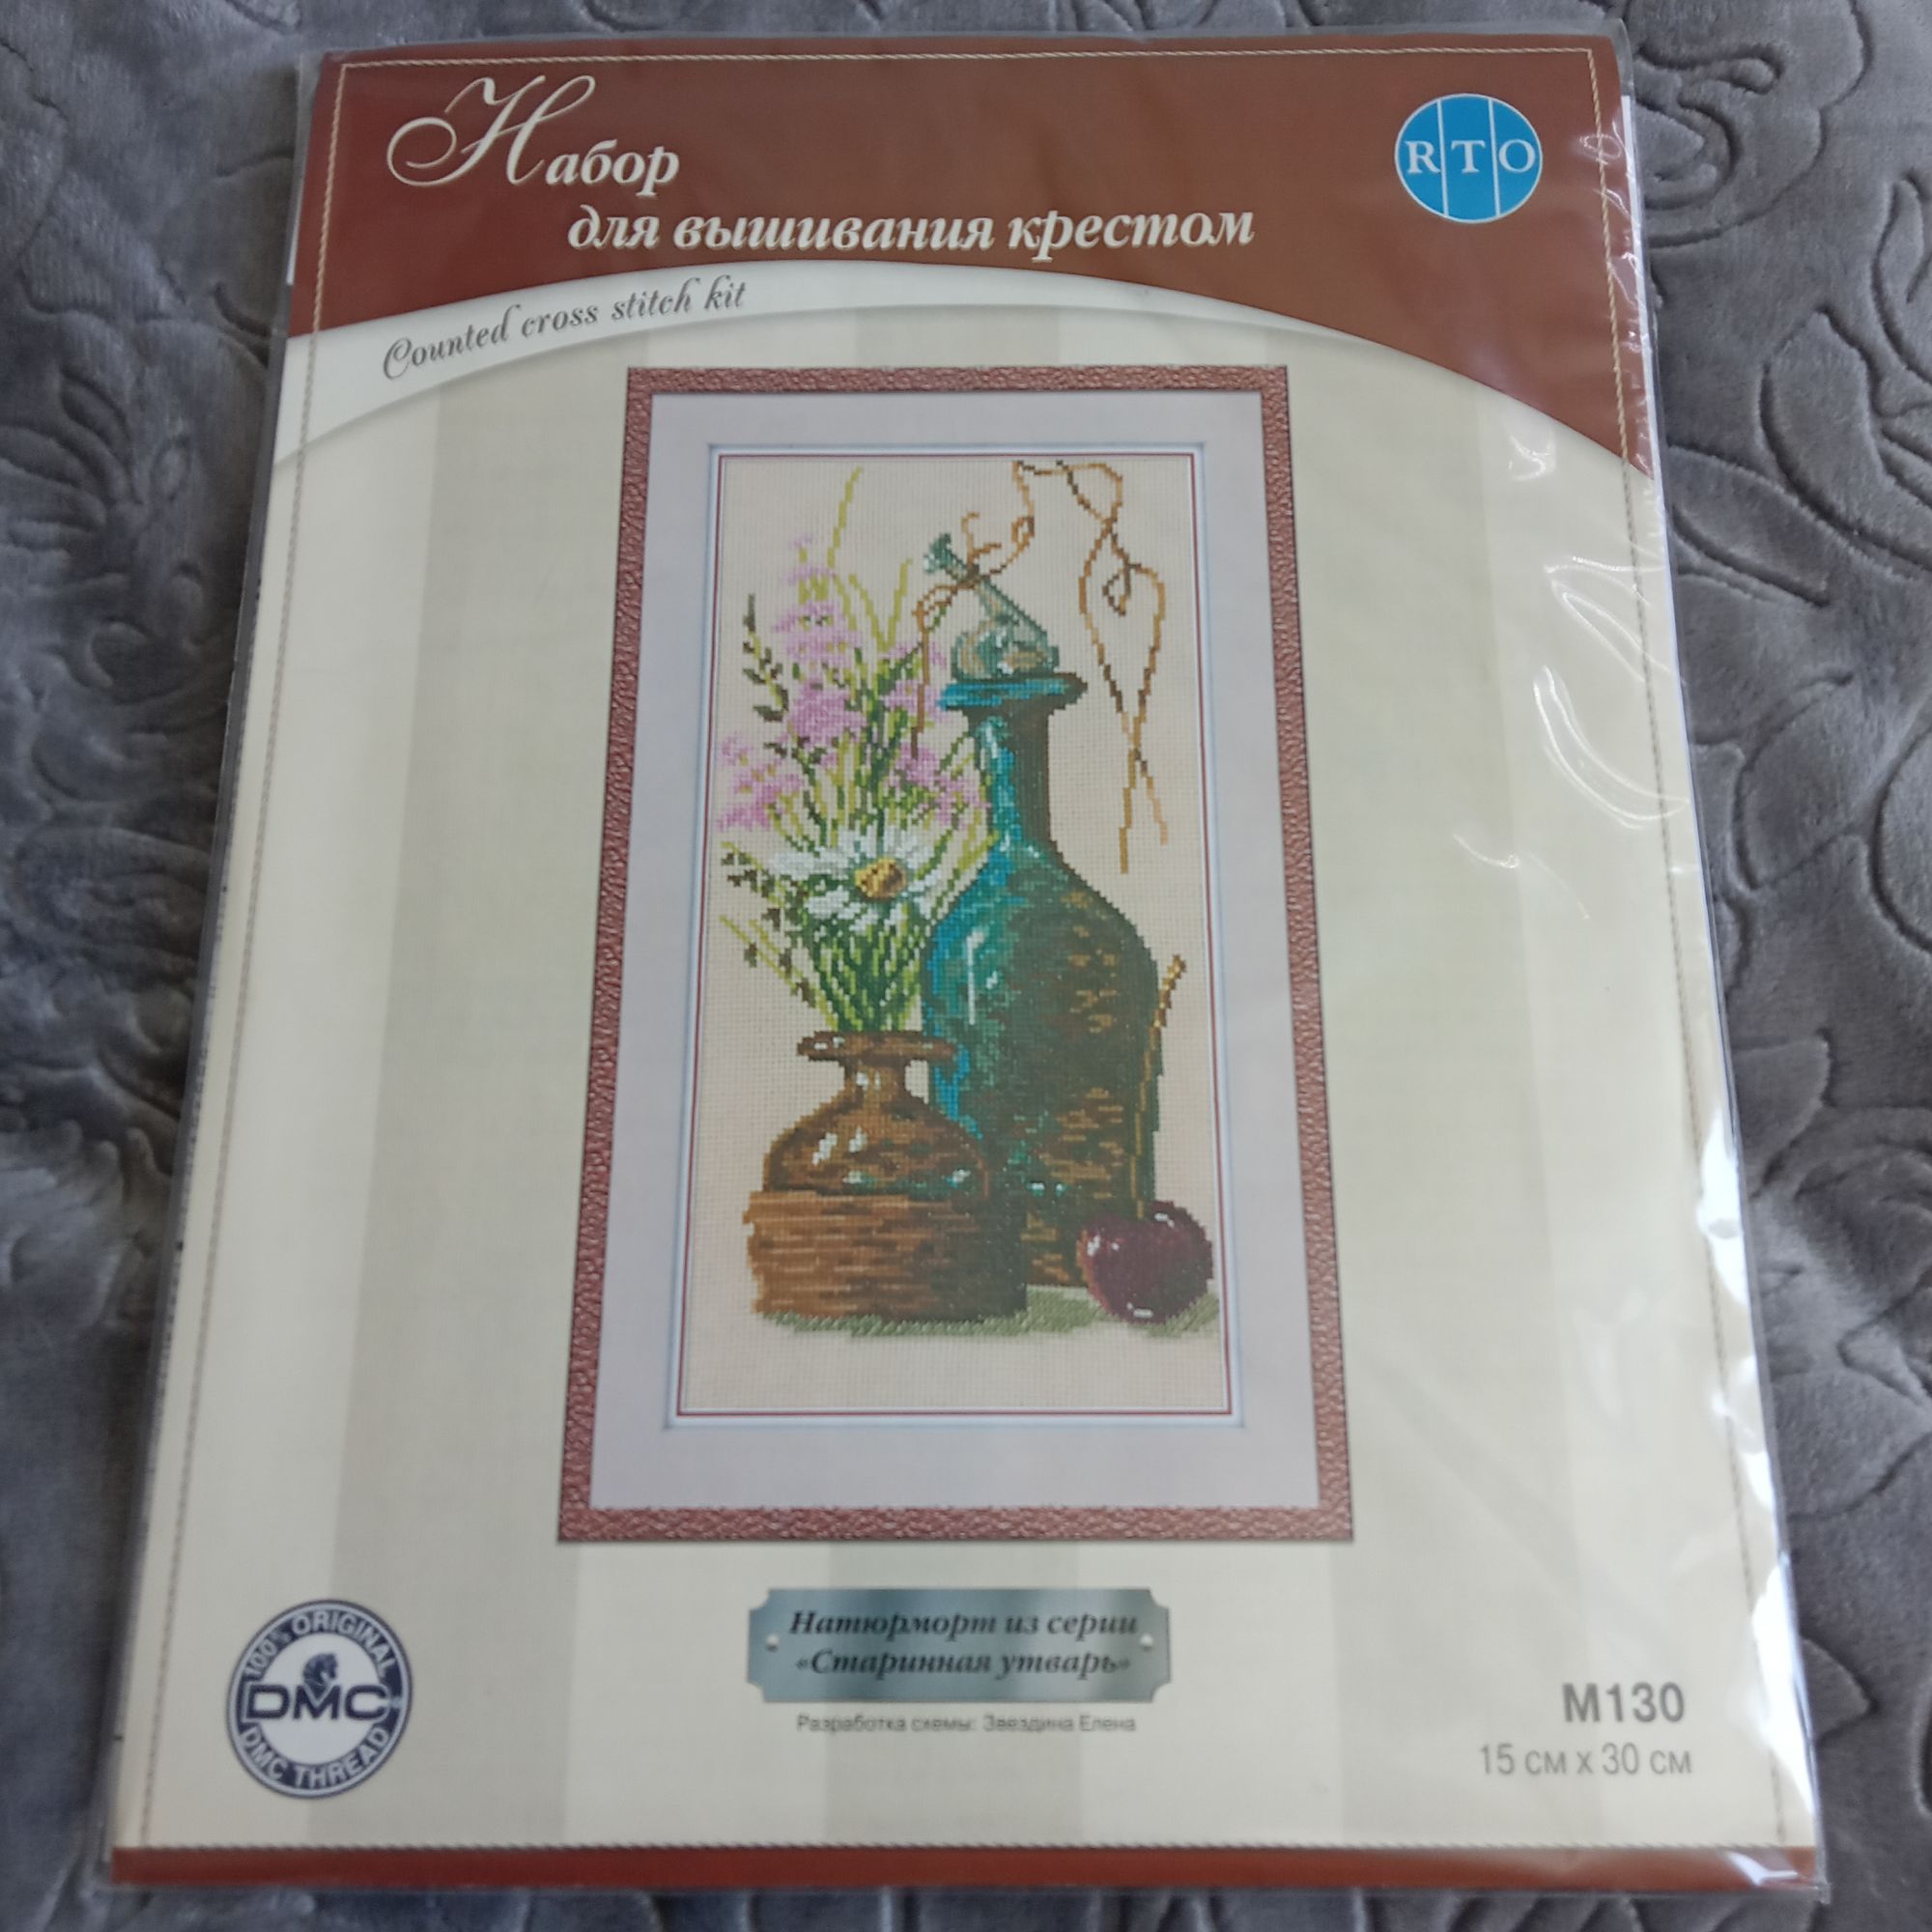 Набор
для вышивания крестом
RTO
Counted cross stitch kit
Натюрморт из серии
«Старинная утварь»
Разработка схемы: Звездина Елена
100% ORIGINAL
DMC
DMC THREAD
М130
15 см х 30 см